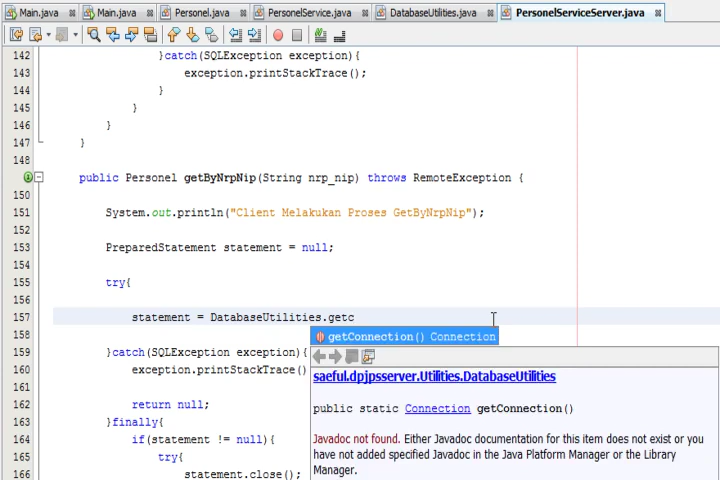 Main.java
Main.java
Personel.java
PersonelService.java
DatabaseUtilities.java
PersonelServiceServer.java
142 }catch(SQLException exception){
143 exception.printStackTrace();
144 }
145 }
146 }
147 }
148
public Personel getByNrpNip(String nrp_nip) throws RemoteException {
150
151 System.out.println("Client Melakukan Proses GetByNrpNip");
152
153 PreparedStatement statement = null;
154
155 try{
156
157 statement = DatabaseUtilities.getc
158 getConnection() Connection
159 }catch(SQLException exception){
160 exception.printStackTrace()
161
162 return null;
163 }finally{
164 if(statement != null){
165 try{
166 statement.close();
saeful.dpjpsserver.Utilities.DatabaseUtilities
public static Connection getConnection()
Javadoc not found. Either Javadoc documentation for this item does not exist or you
have not added specified Javadoc in the Java Platform Manager or the Library
Manager.